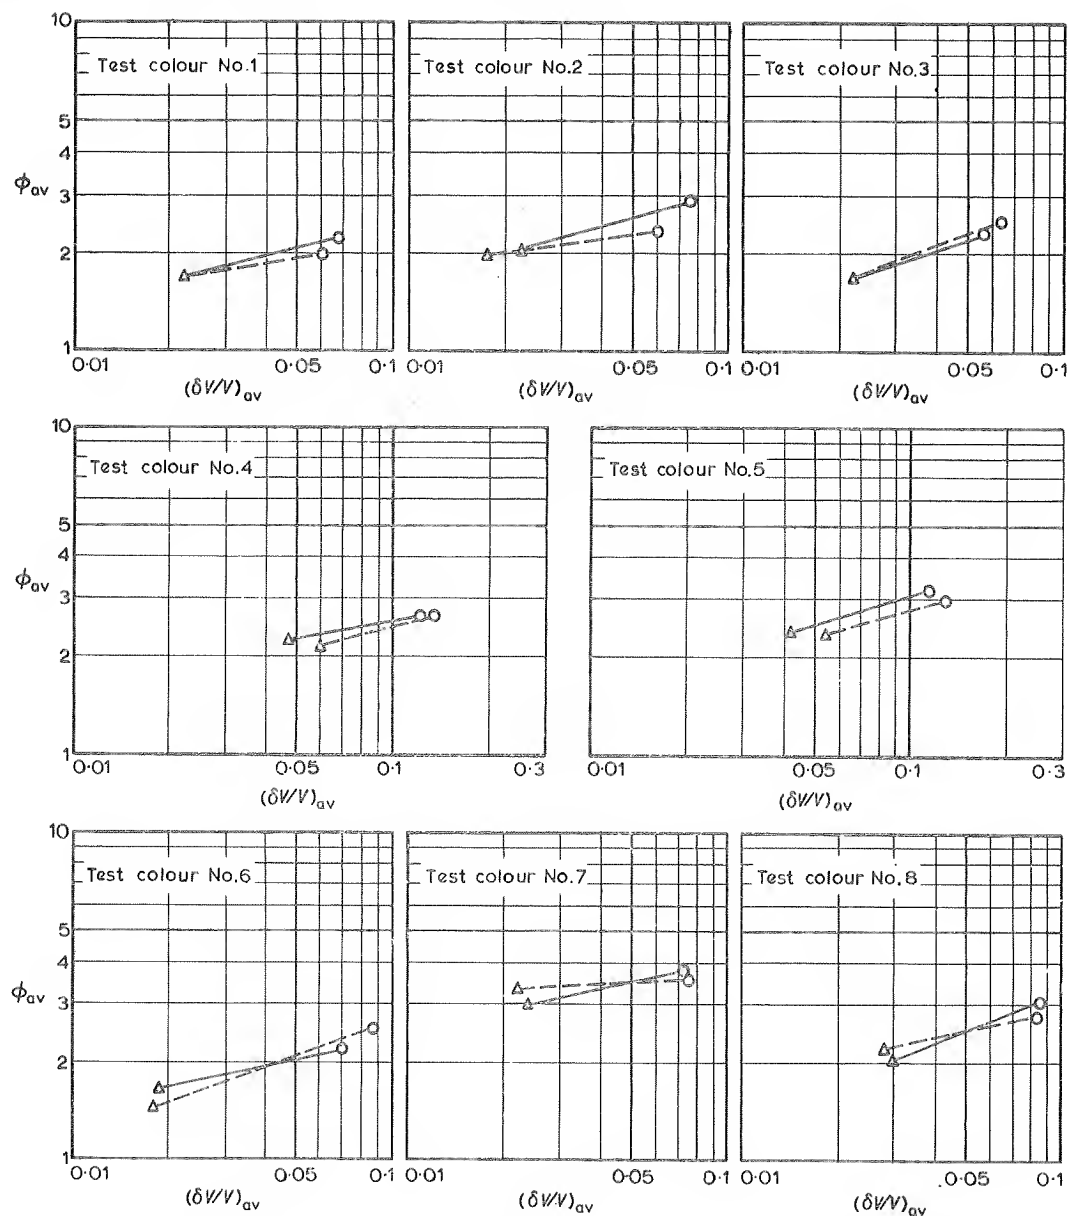 10
5
4
3
2
1
ϕav
Test colour No.1
Test colour No.2
Test colour No.3
0·01 0·05 0·1 0·01 0·05 0·1 0·01 0·05 0·1
(δV/V)av (δV/V)av (δV/V)av
10
5
4
3
2
1
ϕav
Test colour No.4
Test colour No.5
0·01 0·05 0·1 0·3 0·01 0·05 0·1 0·3
(δV/V)av (δV/V)av
10
5
4
3
2
1
ϕav
Test colour No.6
Test colour No.7
Test colour No.8
0·01 0·05 0·1 0·01 0·05 0·1 0·01 0·05 0·1
(δV/V)av (δV/V)av (δV/V)av